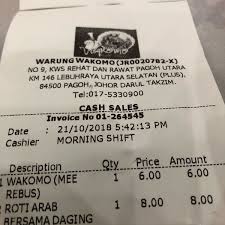 WARUNG WAKOMO (JR0020782-X)
NO 9, KWS REHAT DAN RAWAT PAGOH UTARA
KM 146 LEBUHRAYA UTARA SELATAN (PLUS),
84500 PAGOH, JOHOR DARUL TAKZIM.
Tel:017-5330900
CASH SALES
Invoice No 01-264545
Date : 21/10/2018 5:42:13 PM
Cashier MORNING SHIFT
Description Qty Price Amount
WAKOMO (MEE 1 6.00 6.00
REBUS)
ROTI ARAB 1 8.00 8.00
BERSAMA DAGING